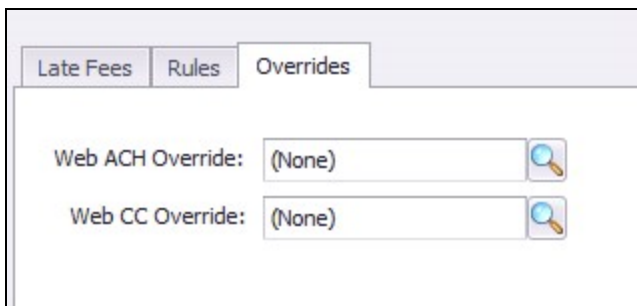 Late Fees Rules Overrides
Web ACH Override: (None)
Web CC Override: (None)